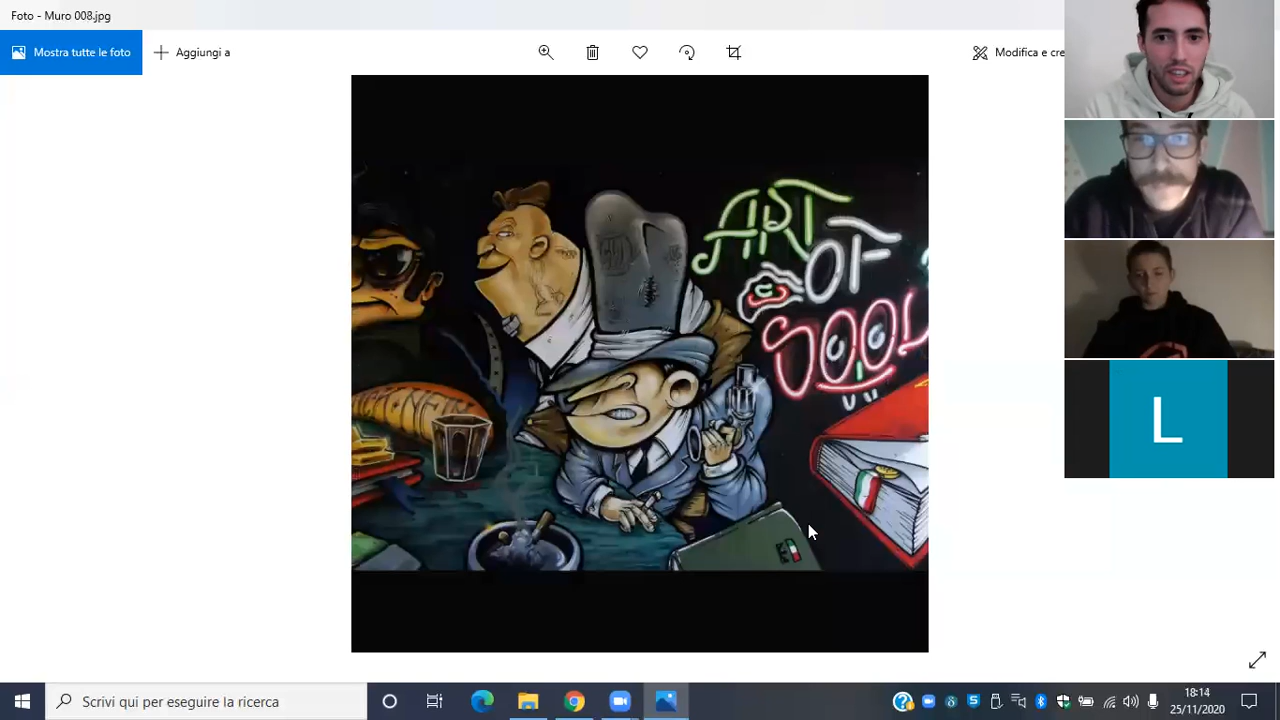 Foto - Muro 008.jpg
Mostra tutte le foto
Aggiungi a
Modifica e cre
ART
OF
SOOL
L
Scrivi qui per eseguire la ricerca
18:14
25/11/2020